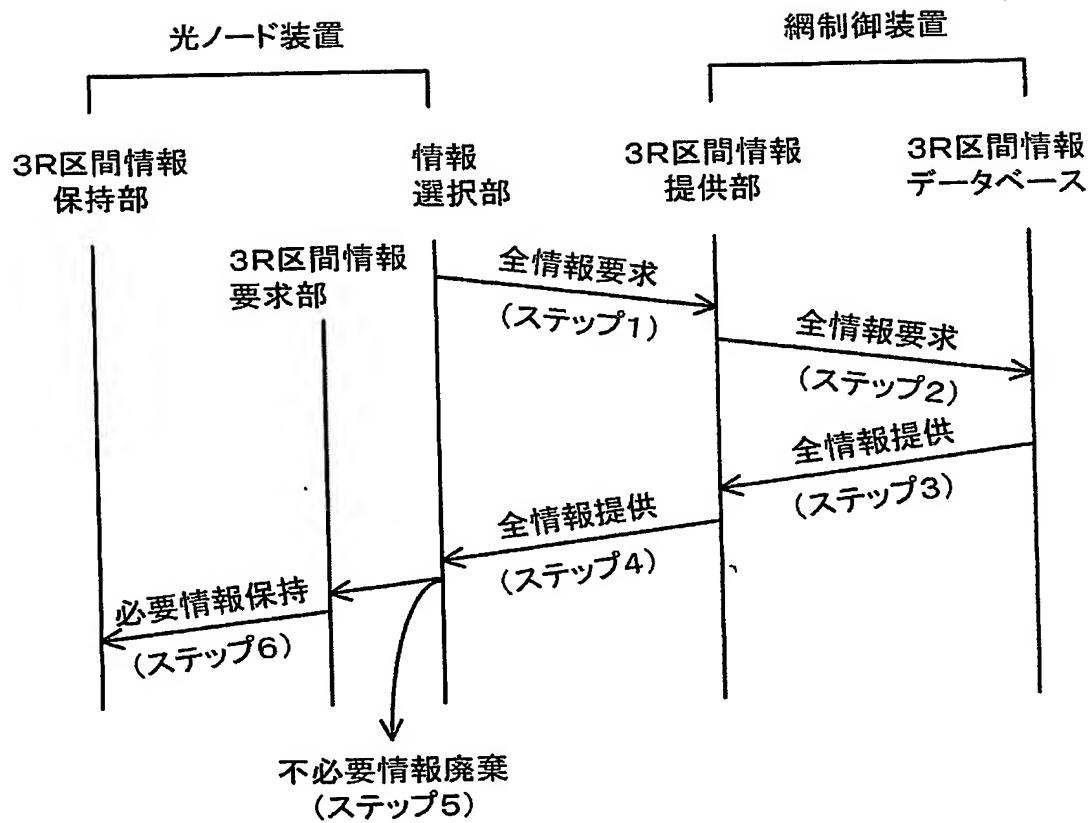 光ノード装置
網制御装置
3R区間情報
保持部
情報
選択部
3R区間情報
提供部
3R区間情報
データベース
3R区間情報
要求部
全情報要求
(ステップ1)
全情報要求
(ステップ2)
全情報提供
(ステップ3)
全情報提供
(ステップ4)
必要情報保持
(ステップ6)
不必要情報廃棄
(ステップ5)